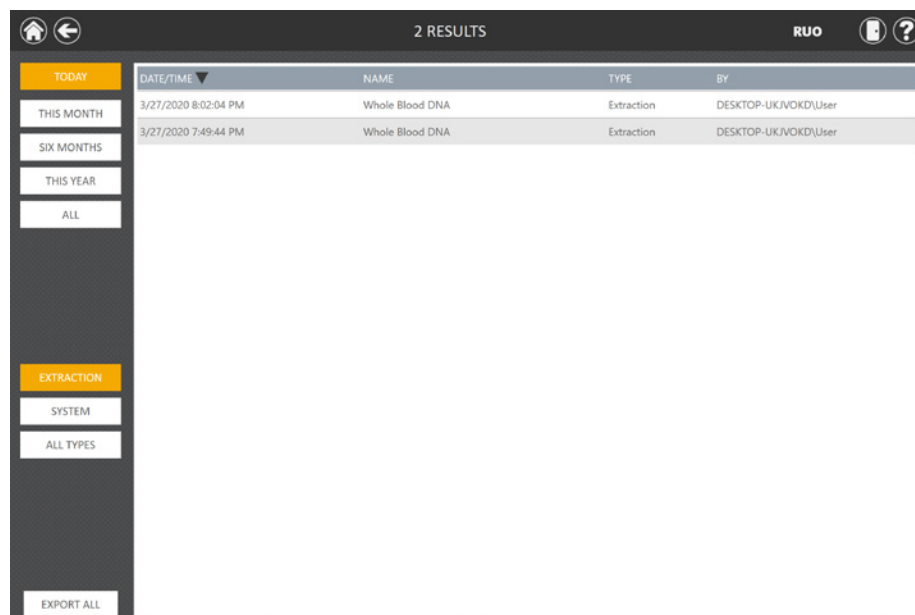 2 RESULTS RUO ?
TODAY
THIS MONTH
SIX MONTHS
THIS YEAR
ALL
EXTRACTION
SYSTEM
ALL TYPES
EXPORT ALL
DATE/TIME NAME TYPE BY
3/27/2020 8:02:04 PM Whole Blood DNA Extraction DESKTOP-UKJVOKD\User
3/27/2020 7:49:44 PM Whole Blood DNA Extraction DESKTOP-UKJVOKD\User